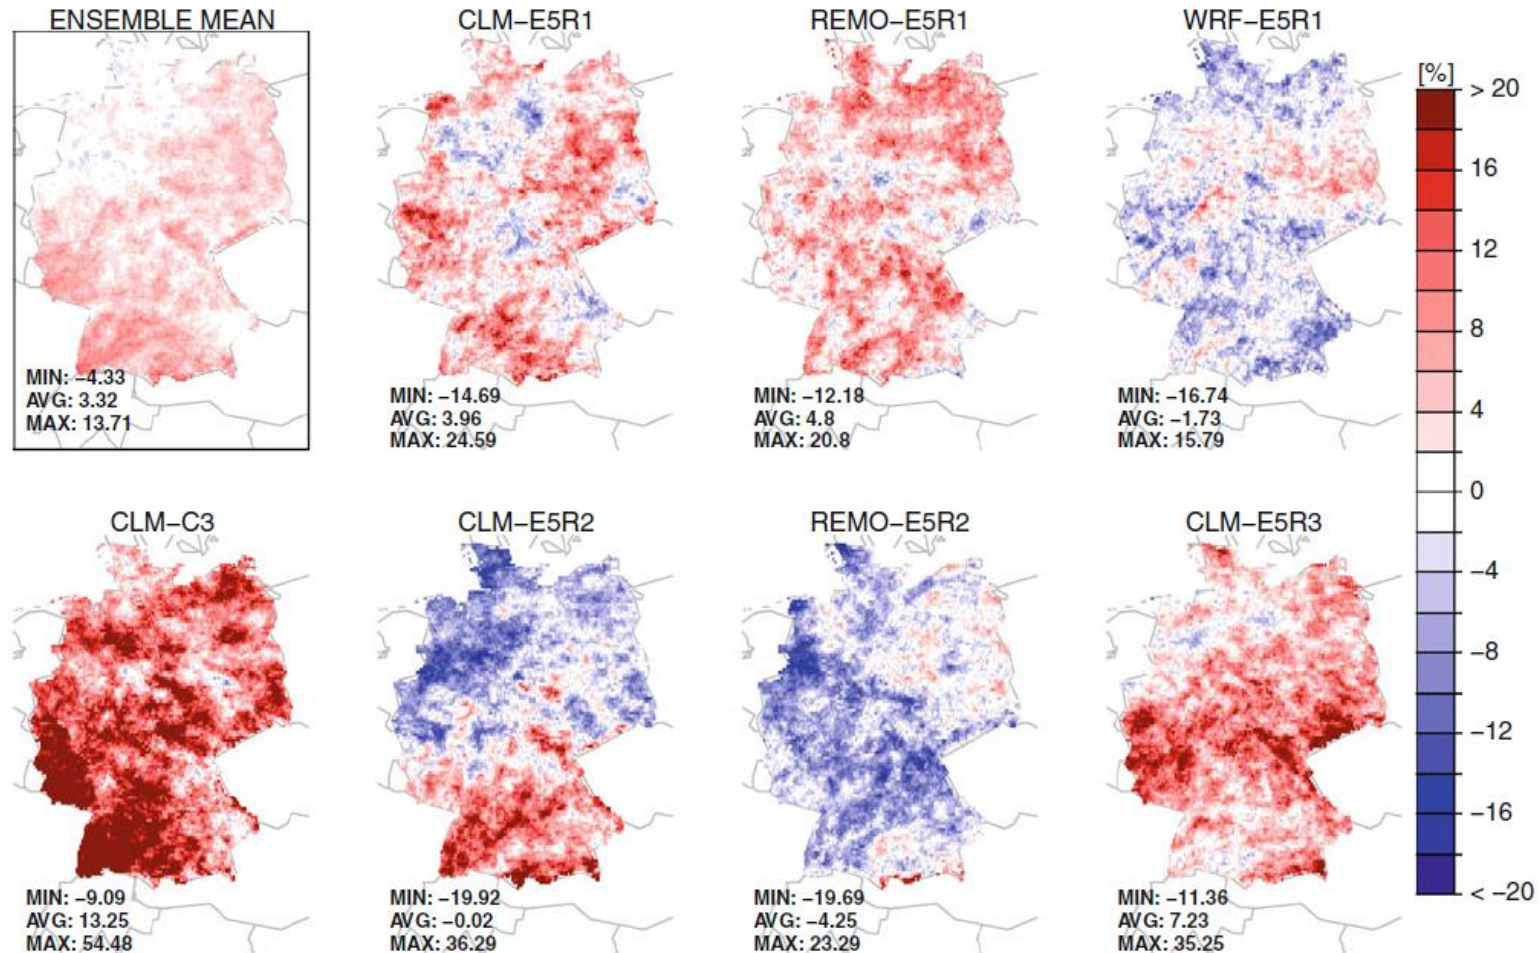 ENSEMBLE MEAN
MIN: −4.33
AVG: 3.32
MAX: 13.71
CLM−E5R1
MIN: −14.69
AVG: 3.96
MAX: 24.59
REMO−E5R1
MIN: −12.18
AVG: 4.8
MAX: 20.8
WRF−E5R1
MIN: −16.74
AVG: −1.73
MAX: 15.79
CLM−C3
MIN: −9.09
AVG: 13.25
MAX: 54.48
CLM−E5R2
MIN: −19.92
AVG: −0.02
MAX: 36.29
REMO−E5R2
MIN: −19.69
AVG: −4.25
MAX: 23.29
CLM−E5R3
MIN: −11.36
AVG: 7.23
MAX: 35.25
[%]
> 20
16
12
8
4
0
−4
−8
−12
−16
< −20